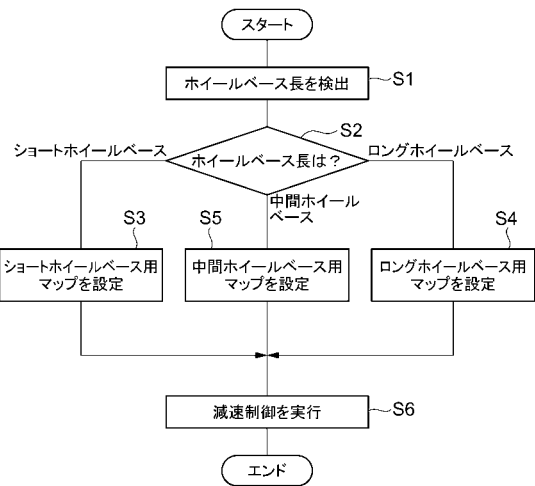 スタート
ホイールベース長を検出
S1
S2
ホイールベース長は？
ショートホイールベース
ロングホイールベース
中間ホイール
ベース
S3
S5
S4
ショートホイールベース用
マップを設定
中間ホイールベース用
マップを設定
ロングホイールベース用
マップを設定
減速制御を実行
S6
エンド